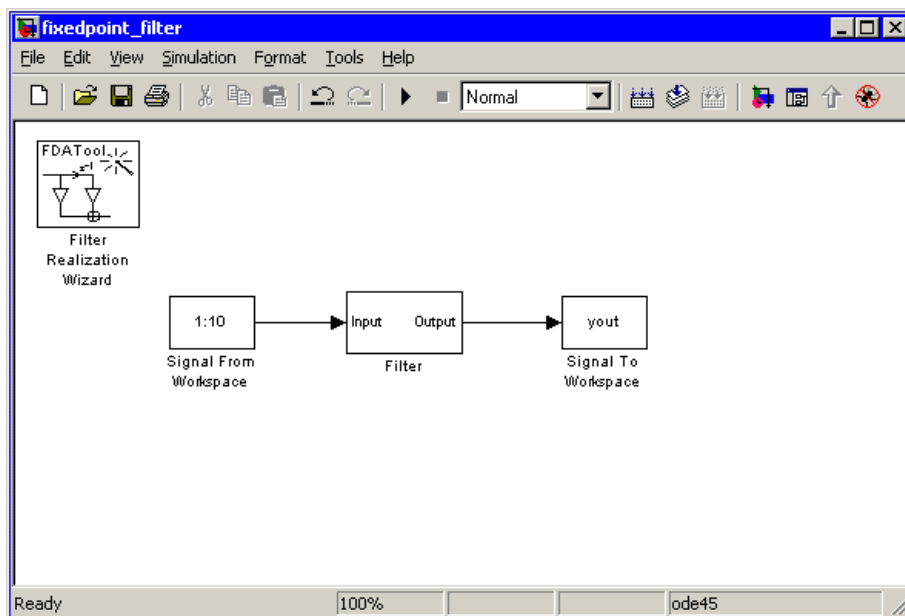 fixedpoint_filter
File Edit View Simulation Format Tools Help
Normal
FDATool
z-1
Filter
Realization
Wizard
1:10
Signal From
Workspace
Input Output
Filter
yout
Signal To
Workspace
Ready 100% ode45